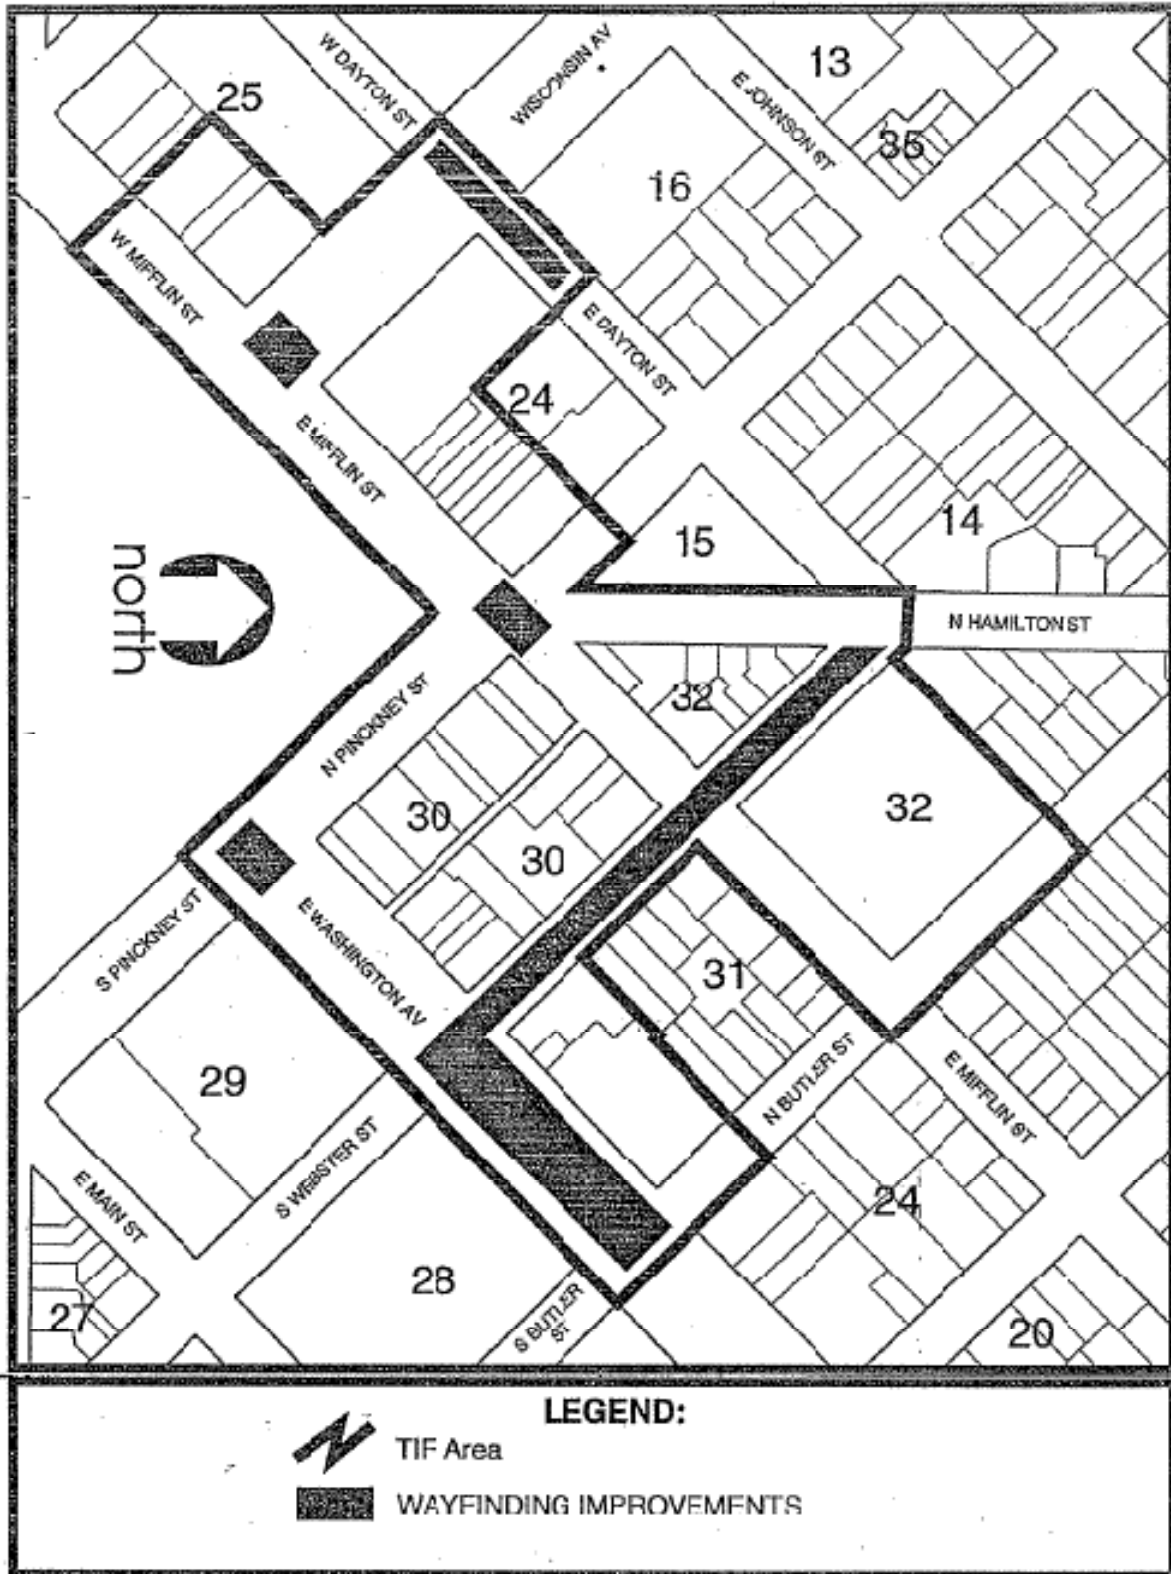 W DAYTON ST
WISCONSIN AV
13
E JOHNSON ST
25
35
16
W MIFFLIN ST
E DAYTON ST
24
E MIFFLIN ST
14
15
north
N HAMILTON ST
32
N PINCKNEY ST
30
32
30
E WASHINGTON AV
S PINCKNEY ST
31
N BUTLER ST
E MIFFLIN ST
29
S WEBSTER ST
E MAIN ST
24
28
27
S BUTLER
ST
20
LEGEND:
TIF Area
WAYFINDING IMPROVEMENTS